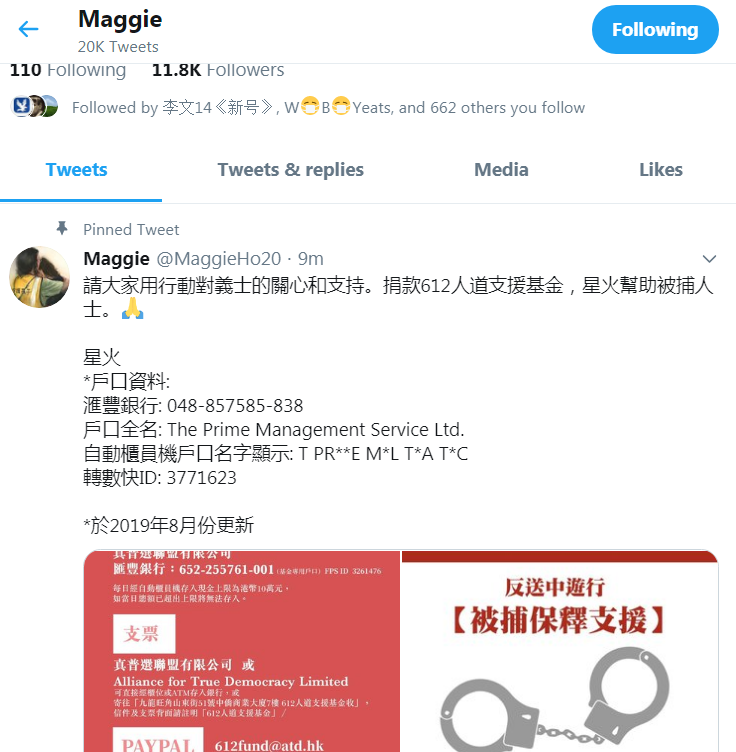 Maggie
20K Tweets
Following
110 Following 11.8K Followers
Followed by 李文14《新号》, W😷B😷Yeats, and 662 others you follow
Tweets Tweets & replies Media Likes
Pinned Tweet
Maggie @MaggieHo20 · 9m
請大家用行動對義士的關心和支持。捐款612人道支援基金，星火幫助被捕人
士。🙏
星火
*戶口資料:
滙豐銀行: 048-857585-838
戶口全名: The Prime Management Service Ltd.
自動櫃員機戶口名字顯示: T PR**E M*L T*A T*C
轉數快ID: 3771623
*於2019年8月份更新
真普選聯盟有限公司
匯豐銀行：652-255761-001 (基金專用戶口) FPS ID 3261476
每日經自動櫃員機存入現金上限為港幣10萬元，
如當日總額已超出上限將無法存入。
支票
真普選聯盟有限公司 或
Alliance for True Democracy Limited
可直接經櫃位或ATM存入銀行，或
寄往「九龍旺角山東街51號中僑商業大廈7樓 612人道支援基金收」，
信件及支票背面請註明「612人道支援基金」/
PAYPAL 612fund@atd.hk
反送中遊行
【被捕保釋支援】